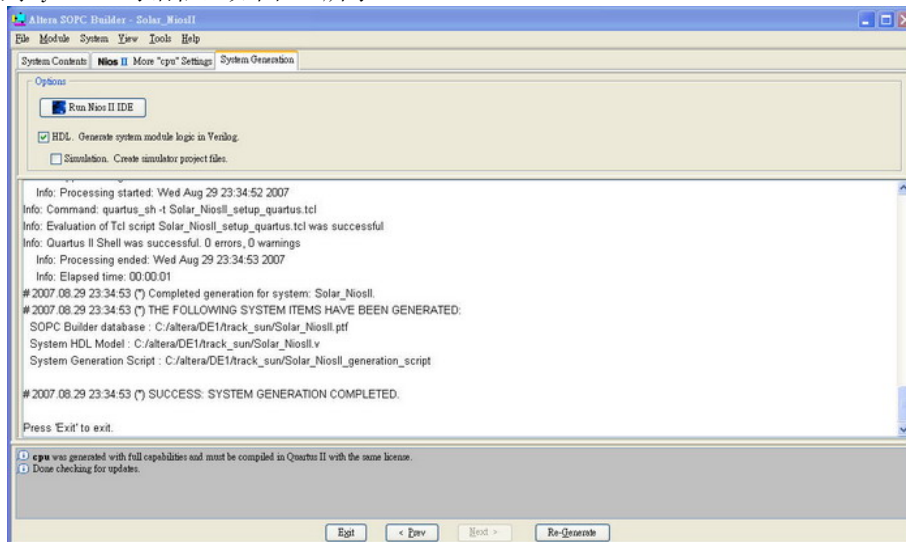 Altera SOPC Builder - Solar_NiosII
File Module System View Tools Help
System Contents Nios II More "cpu" Settings System Generation
Options
Run Nios II IDE
HDL. Generate system module logic in Verilog.
Simulation. Create simulator project files.
Info: Processing started: Wed Aug 29 23:34:52 2007
Info: Command: quartus_sh -t Solar_NiosII_setup_quartus.tcl
Info: Evaluation of Tcl script Solar_NiosII_setup_quartus.tcl was successful
Info: Quartus II Shell was successful. 0 errors, 0 warnings
Info: Processing ended: Wed Aug 29 23:34:53 2007
Info: Elapsed time: 00:00:01
# 2007.08.29 23:34:53 (*) Completed generation for system: Solar_NiosII.
# 2007.08.29 23:34:53 (*) THE FOLLOWING SYSTEM ITEMS HAVE BEEN GENERATED:
SOPC Builder database : C:/altera/DE1/track_sun/Solar_NiosII.ptf
System HDL Model : C:/altera/DE1/track_sun/Solar_NiosII.v
System Generation Script : C:/altera/DE1/track_sun/Solar_NiosII_generation_script
# 2007.08.29 23:34:53 (*) SUCCESS: SYSTEM GENERATION COMPLETED.
Press 'Exit' to exit.
cpu was generated with full capabilities and must be compiled in Quartus II with the same license.
Done checking for updates.
Exit < Prev Next > Re-Generate